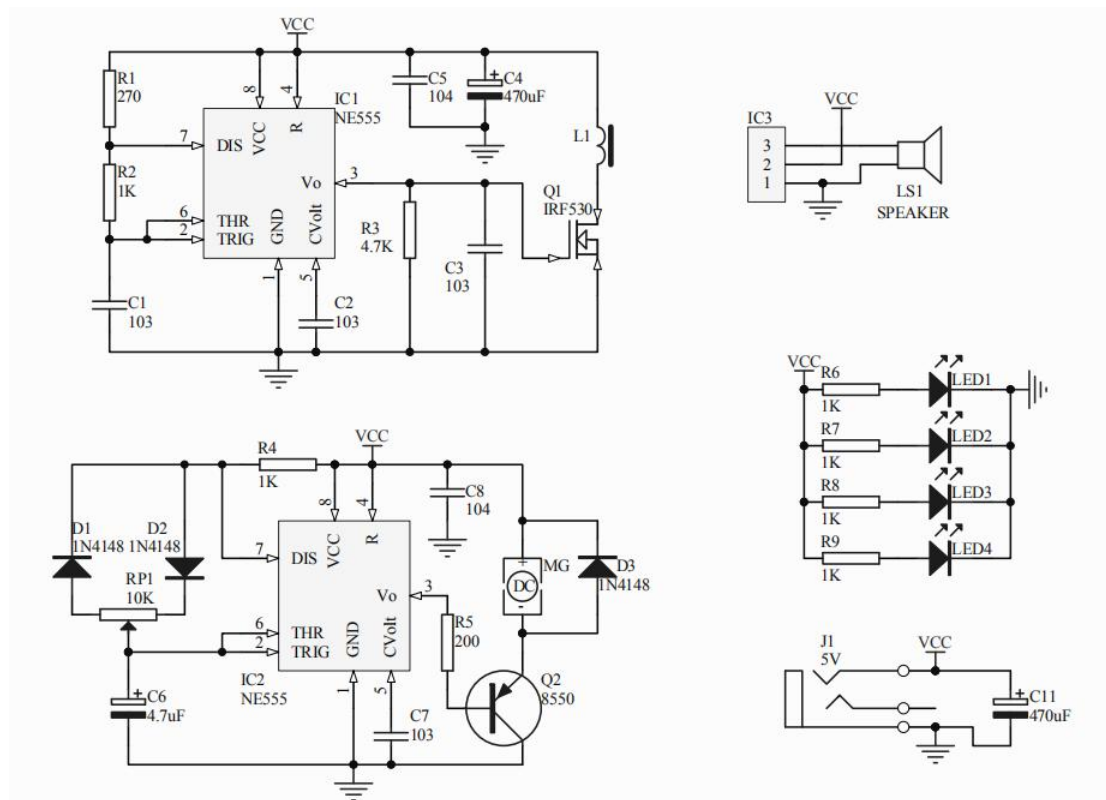 VCC
R1
270
R2
1K
C1
103
7
6
2
8
4
IC1
NE555
DIS
VCC
R
Vo
3
THR
TRIG
GND
CVolt
1
5
C2
103
C5
104
C4
470uF
R3
4.7K
C3
103
L1
Q1
IRF530
IC3
3
2
1
VCC
LS1
SPEAKER
VCC
R6
1K
LED1
R7
1K
LED2
R8
1K
LED3
R9
1K
LED4
VCC
R4
1K
D1
1N4148
D2
1N4148
RP1
10K
C6
4.7uF
7
6
2
8
4
DIS
VCC
R
Vo
3
THR
TRIG
GND
CVolt
IC2
NE555
1
5
C7
103
C8
104
R5
200
MG
+
DC
-
D3
1N4148
Q2
8550
J1
5V
VCC
C11
470uF